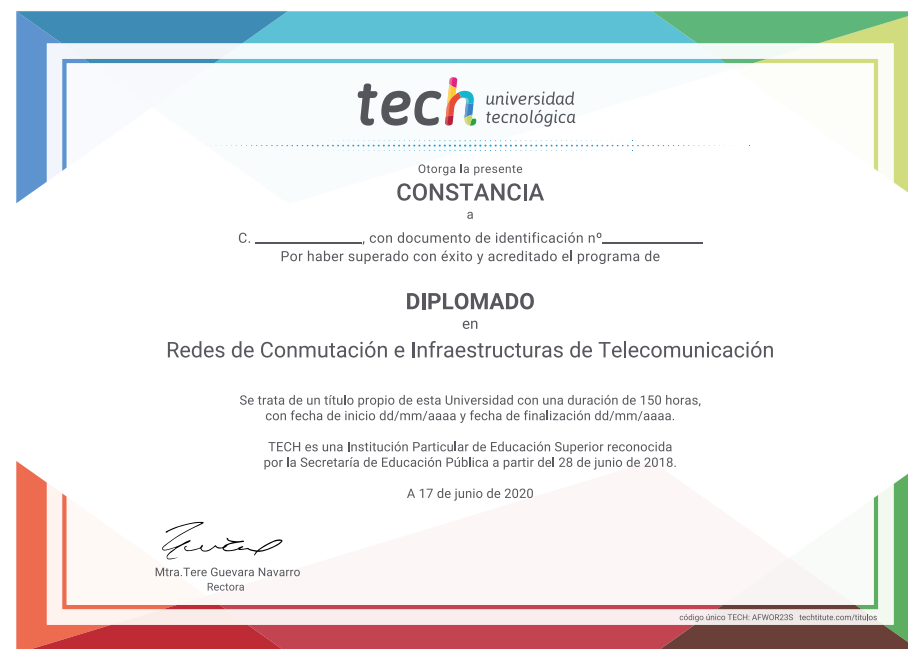 tech universidad
tecnológica
Otorga la presente
CONSTANCIA
a
C. ____________, con documento de identificación nº____________
Por haber superado con éxito y acreditado el programa de
DIPLOMADO
en
Redes de Conmutación e Infraestructuras de Telecomunicación
Se trata de un título propio de esta Universidad con una duración de 150 horas,
con fecha de inicio dd/mm/aaaa y fecha de finalización dd/mm/aaaa.
TECH es una Institución Particular de Educación Superior reconocida
por la Secretaría de Educación Pública a partir del 28 de junio de 2018.
A 17 de junio de 2020
Mtra.Tere Guevara Navarro
Rectora
código único TECH: AFWOR23S techtitute.com/titulos